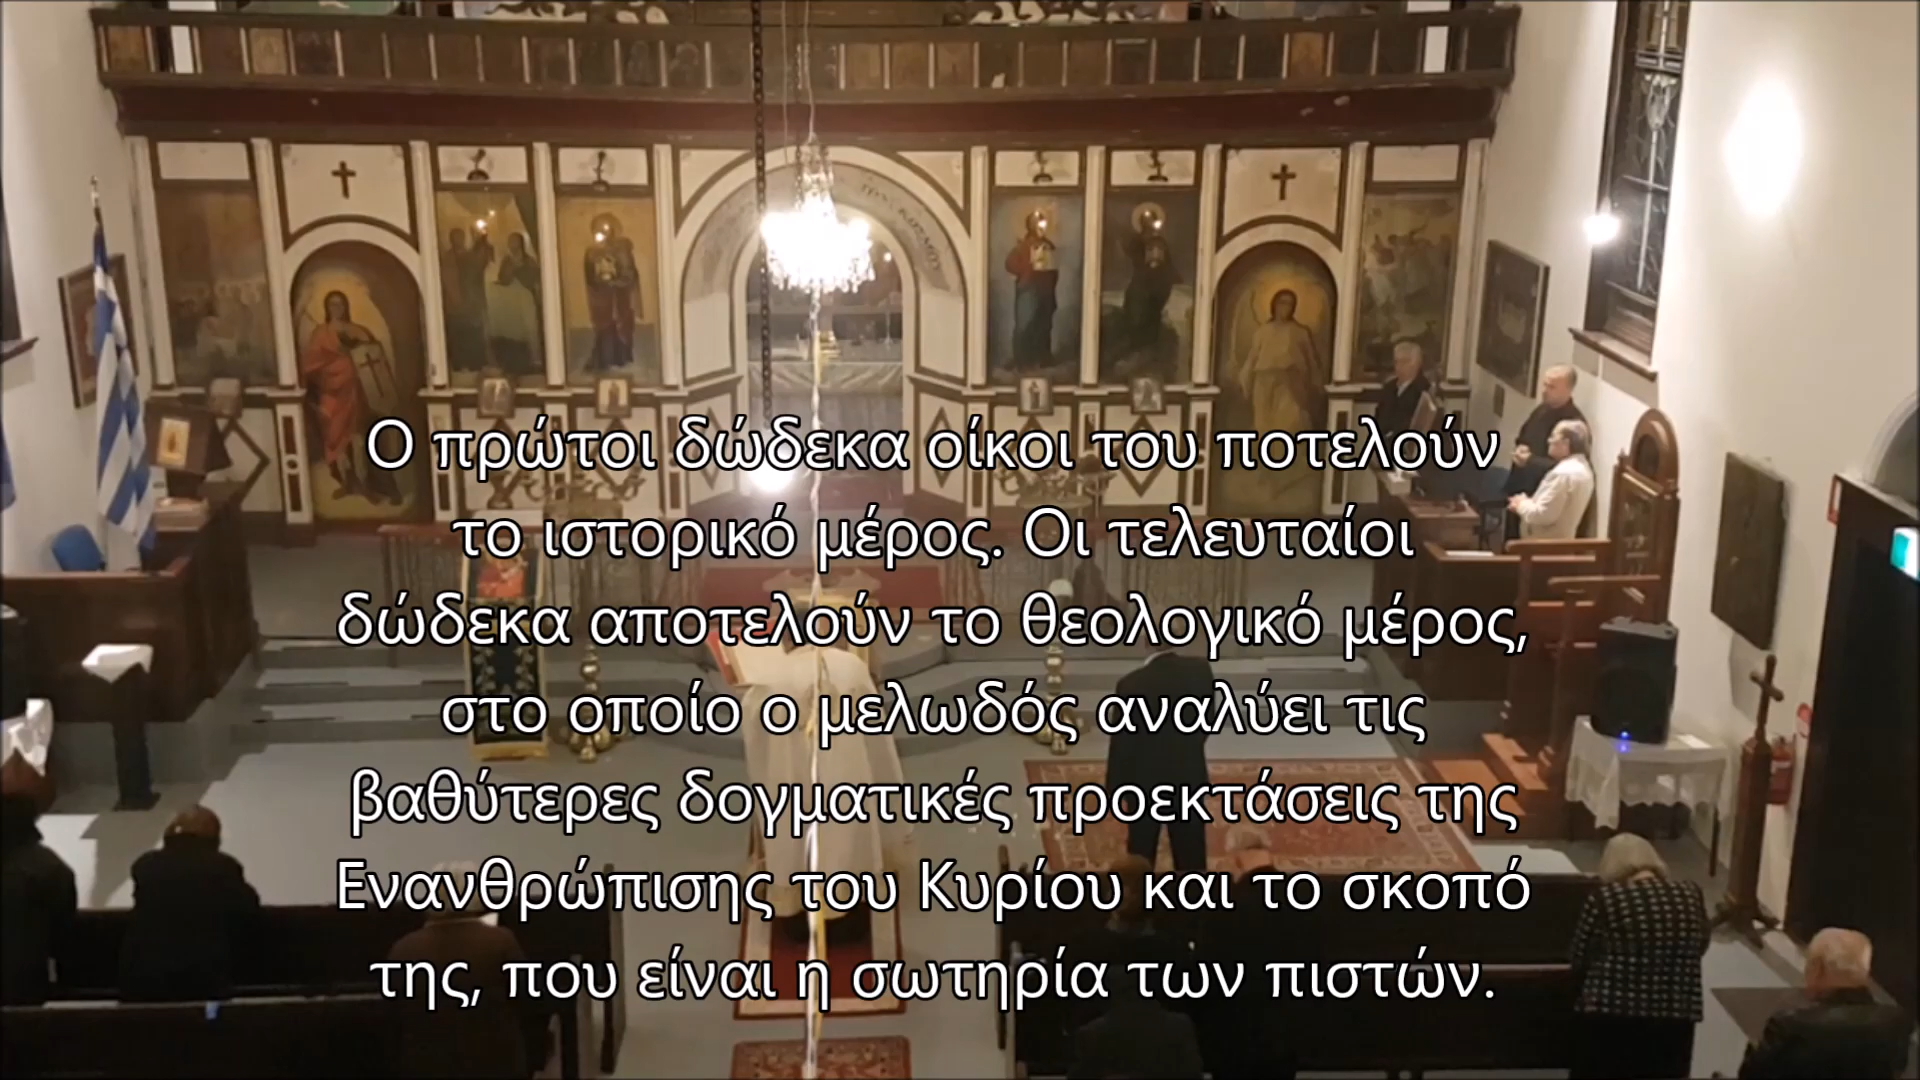 Ο πρώτοι δώδεκα οίκοι του ποτελούν
το ιστορικό μέρος. Οι τελευταίοι
δώδεκα αποτελούν το θεολογικό μέρος,
στο οποίο ο μελωδός αναλύει τις
βαθύτερες δογματικές προεκτάσεις της
Ενανθρώπισης του Κυρίου και το σκοπό
της, που είναι η σωτηρία των πιστών.